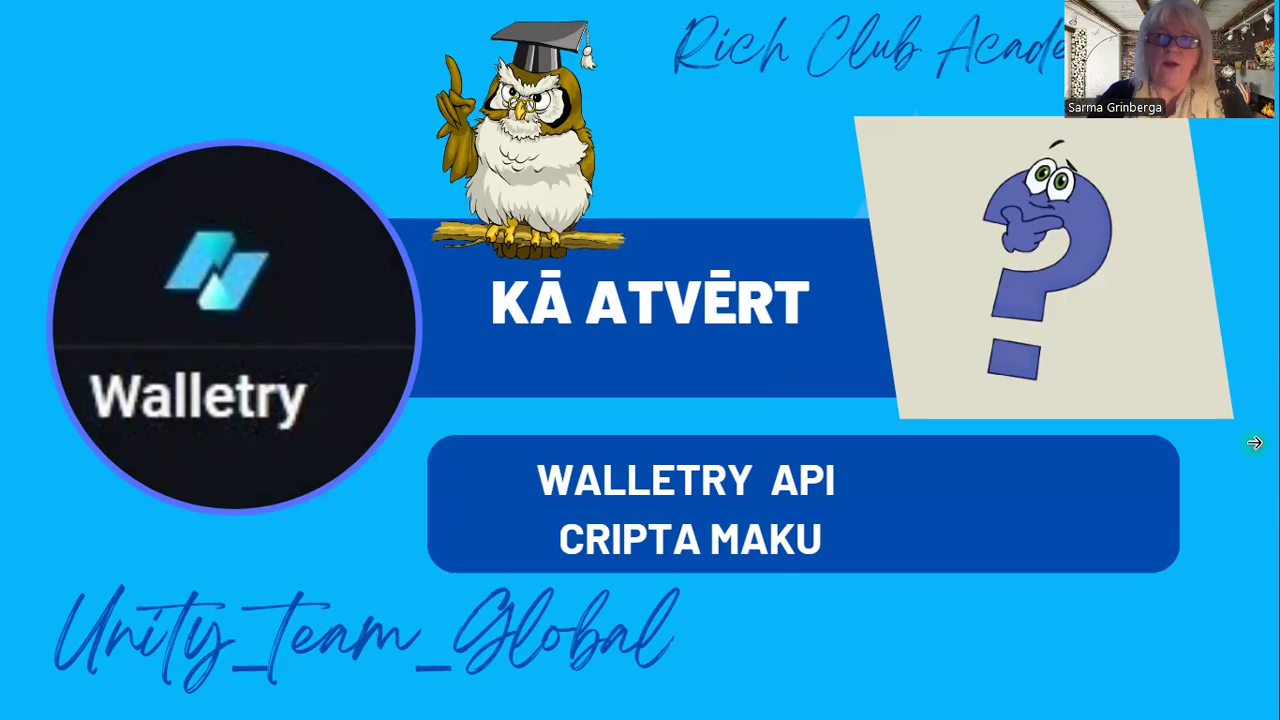 Rich Club Acade
Sarma Grinberga
Walletry
KĀ ATVĒRT
WALLETRY API
CRIPTA MAKU
Unity_team_Global